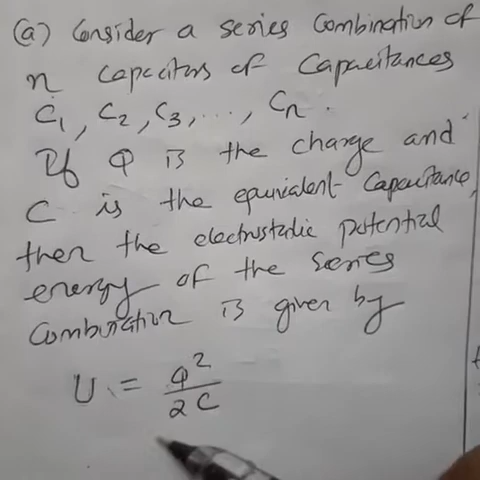 (a) Consider a series Combination of
n capacitors of Capacitances
C₁, C₂, C₃, ..., Cn.
If Q is the charge and
C is the equivalent Capacitance,
then the electrostatic potential
energy of the series
Combination is given by
U = Q²/2C